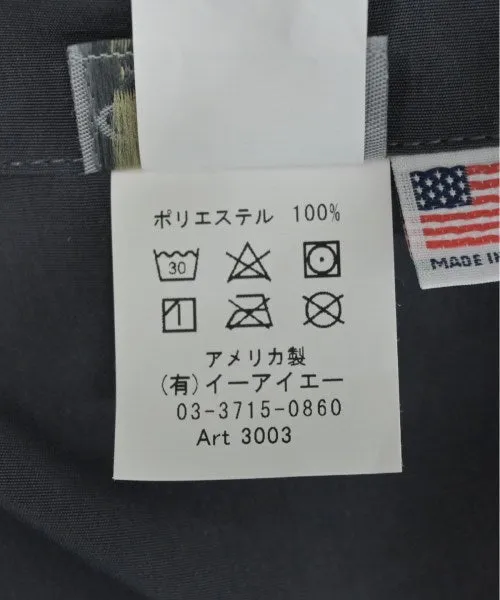 ポリエステル 100%
30
アメリカ製
(有)イーアイエー
03-3715-0860
Art 3003
MADE IN